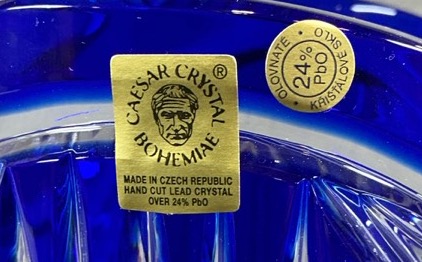 CAESAR CRYSTAL ®
BOHEMIAE
MADE IN CZECH REPUBLIC
HAND CUT LEAD CRYSTAL
OVER 24% PbO
OLOVNATÉ •
KŘIŠŤÁLOVÉ SKLO •
24%
PbO